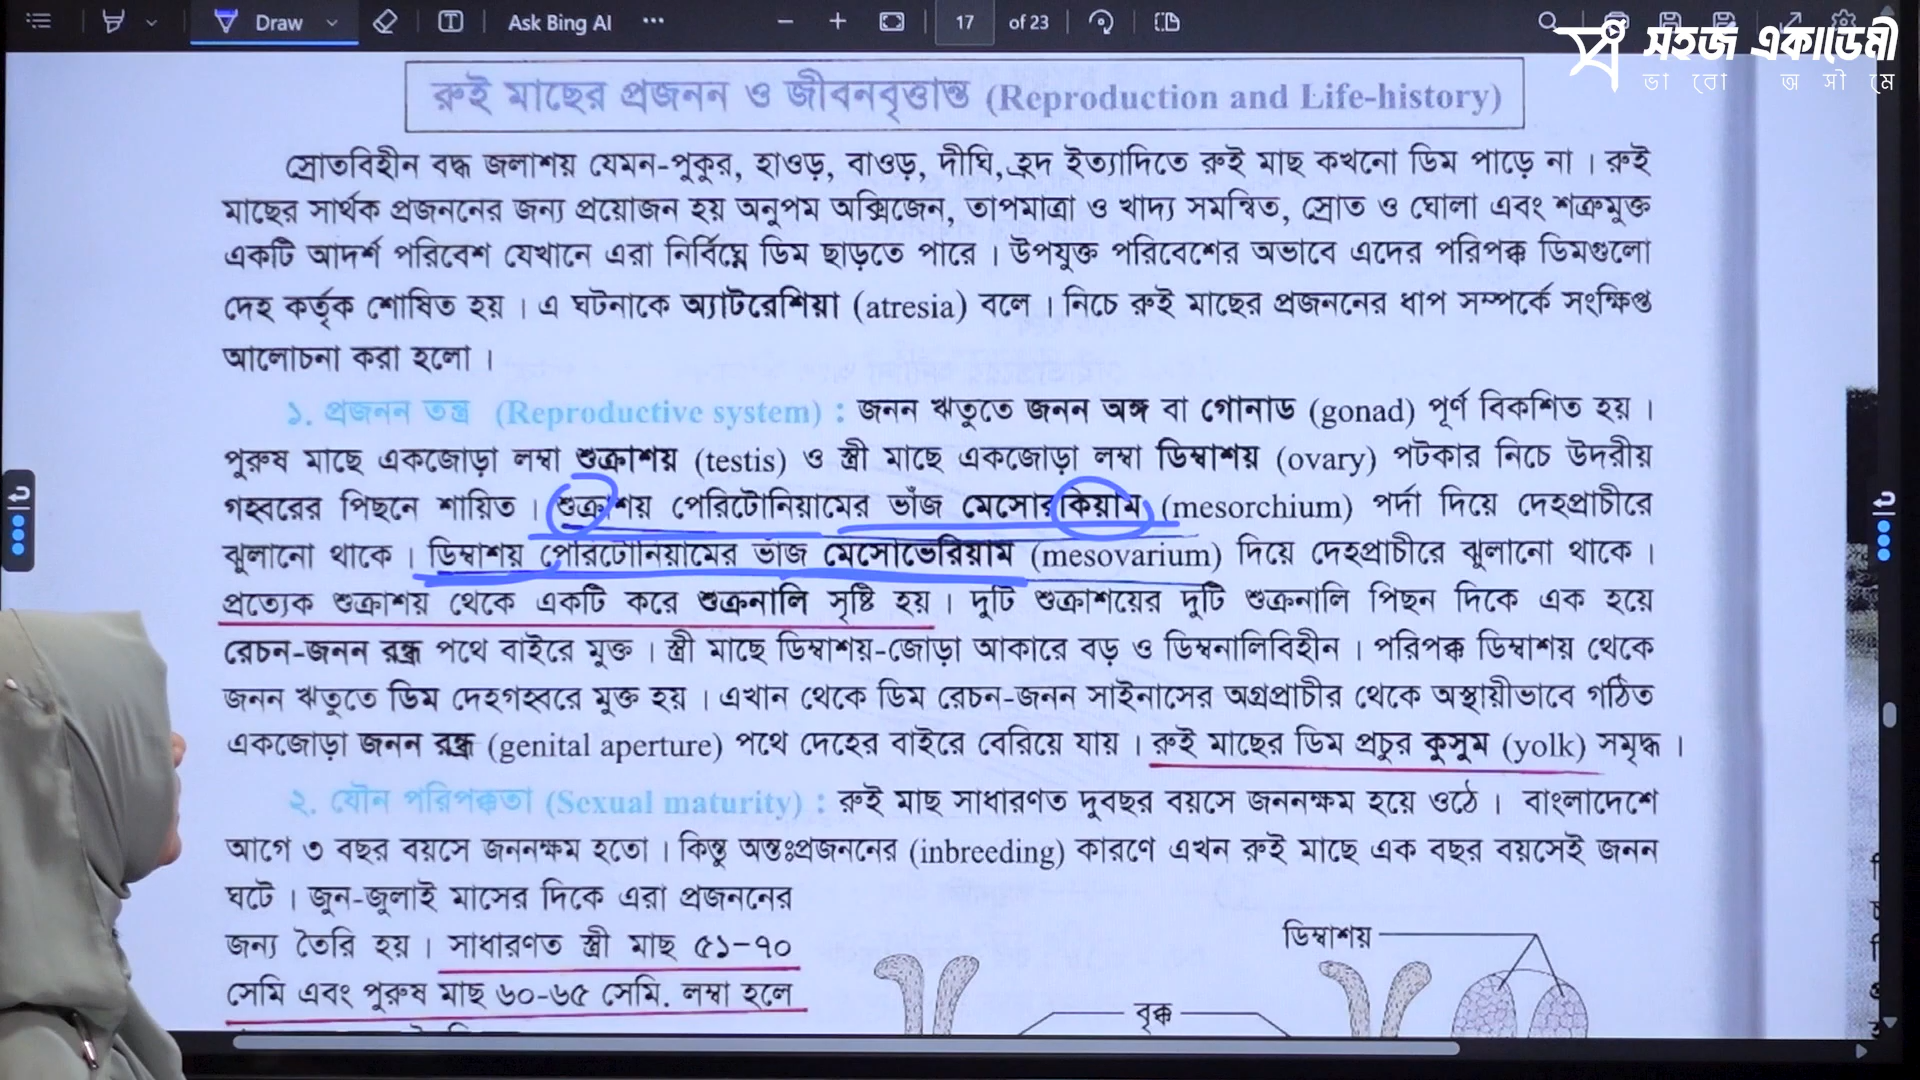 Draw
Ask Bing AI
17 of 23
সহজ একাডেমী
ভাবো অসীমে
রুই মাছের প্রজনন ও জীবনবৃত্তান্ত (Reproduction and Life-history)
স্রোতবিহীন বদ্ধ জলাশয় যেমন-পুকুর, হাওড়, বাওড়, দীঘি, হ্রদ ইত্যাদিতে রুই মাছ কখনো ডিম পাড়ে না । রুই
মাছের সার্থক প্রজননের জন্য প্রয়োজন হয় অনুপম অক্সিজেন, তাপমাত্রা ও খাদ্য সমন্বিত, স্রোত ও ঘোলা এবং শত্রুমুক্ত
একটি আদর্শ পরিবেশ যেখানে এরা নির্বিঘ্নে ডিম ছাড়তে পারে । উপযুক্ত পরিবেশের অভাবে এদের পরিপক্ক ডিমগুলো
দেহ কর্তৃক শোষিত হয় । এ ঘটনাকে অ্যাটরেশিয়া (atresia) বলে । নিচে রুই মাছের প্রজননের ধাপ সম্পর্কে সংক্ষিপ্ত
আলোচনা করা হলো ।
১. প্রজনন তন্ত্র (Reproductive system) : জনন ঋতুতে জনন অঙ্গ বা গোনাড (gonad) পূর্ণ বিকশিত হয় ।
পুরুষ মাছে একজোড়া লম্বা শুক্রাশয় (testis) ও স্ত্রী মাছে একজোড়া লম্বা ডিম্বাশয় (ovary) পটকার নিচে উদরীয়
গহ্বরের পিছনে শায়িত । শুক্রাশয় পেরিটোনিয়ামের ভাঁজ মেসোরকিয়াম (mesorchium) পর্দা দিয়ে দেহপ্রাচীরে
ঝুলানো থাকে । ডিম্বাশয় পেরিটোনিয়ামের ভাঁজ মেসোভেরিয়াম (mesovarium) দিয়ে দেহপ্রাচীরে ঝুলানো থাকে ।
প্রত্যেক শুক্রাশয় থেকে একটি করে শুক্রনালি সৃষ্টি হয় । দুটি শুক্রাশয়ের দুটি শুক্রনালি পিছন দিকে এক হয়ে
রেচন-জনন রন্ধ্র পথে বাইরে মুক্ত । স্ত্রী মাছে ডিম্বাশয়-জোড়া আকারে বড় ও ডিম্বনালিবিহীন । পরিপক্ক ডিম্বাশয় থেকে
জনন ঋতুতে ডিম দেহগহ্বরে মুক্ত হয় । এখান থেকে ডিম রেচন-জনন সাইনাসের অগ্রপ্রাচীর থেকে অস্থায়ীভাবে গঠিত
একজোড়া জনন রন্ধ্র (genital aperture) পথে দেহের বাইরে বেরিয়ে যায় । রুই মাছের ডিম প্রচুর কুসুম (yolk) সমৃদ্ধ ।
২. যৌন পরিপক্কতা (Sexual maturity) : রুই মাছ সাধারণত দুবছর বয়সে জননক্ষম হয়ে ওঠে । বাংলাদেশে
আগে ৩ বছর বয়সে জননক্ষম হতো । কিন্তু অন্তঃপ্রজননের (inbreeding) কারণে এখন রুই মাছে এক বছর বয়সেই জনন
ঘটে । জুন-জুলাই মাসের দিকে এরা প্রজননের
জন্য তৈরি হয় । সাধারণত স্ত্রী মাছ ৫১–৭০
সেমি এবং পুরুষ মাছ ৬০-৬৫ সেমি. লম্বা হলে
ডিম্বাশয়
বৃক্ক